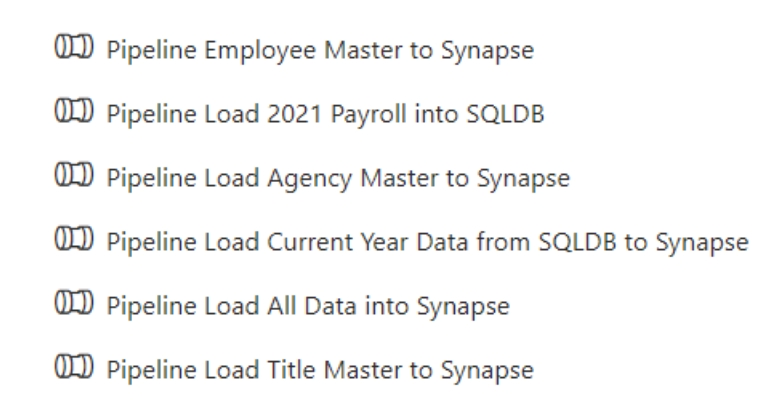 Pipeline Employee Master to Synapse
Pipeline Load 2021 Payroll into SQLDB
Pipeline Load Agency Master to Synapse
Pipeline Load Current Year Data from SQLDB to Synapse
Pipeline Load All Data into Synapse
Pipeline Load Title Master to Synapse